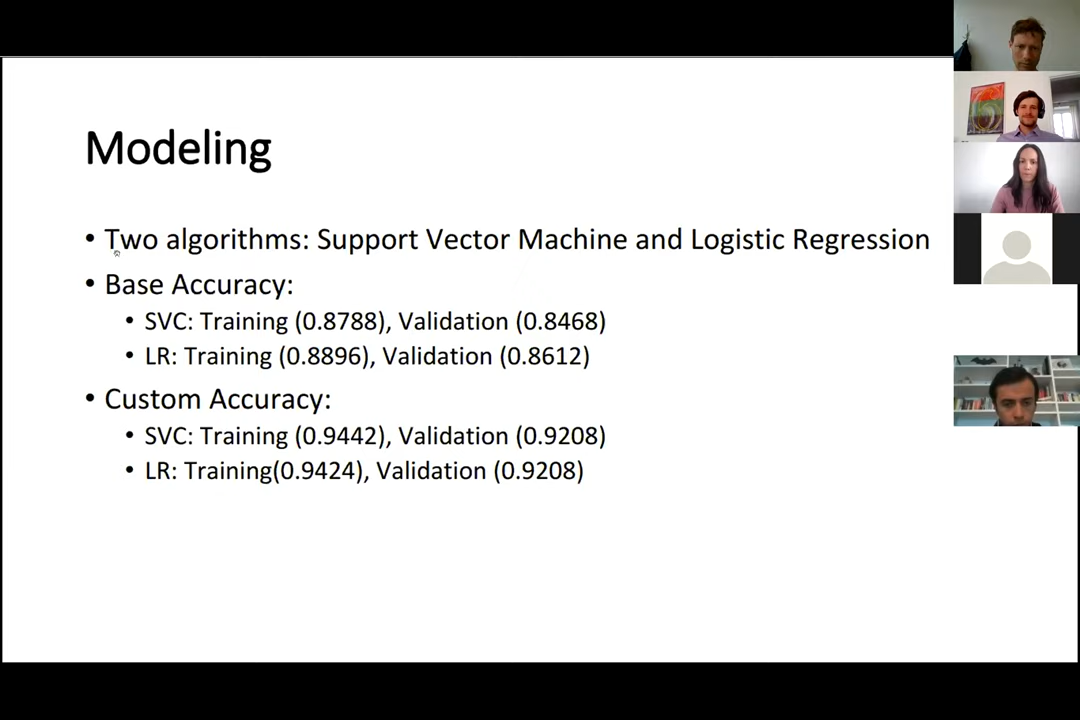 Modeling
• Two algorithms: Support Vector Machine and Logistic Regression
• Base Accuracy:
• SVC: Training (0.8788), Validation (0.8468)
• LR: Training (0.8896), Validation (0.8612)
• Custom Accuracy:
• SVC: Training (0.9442), Validation (0.9208)
• LR: Training(0.9424), Validation (0.9208)